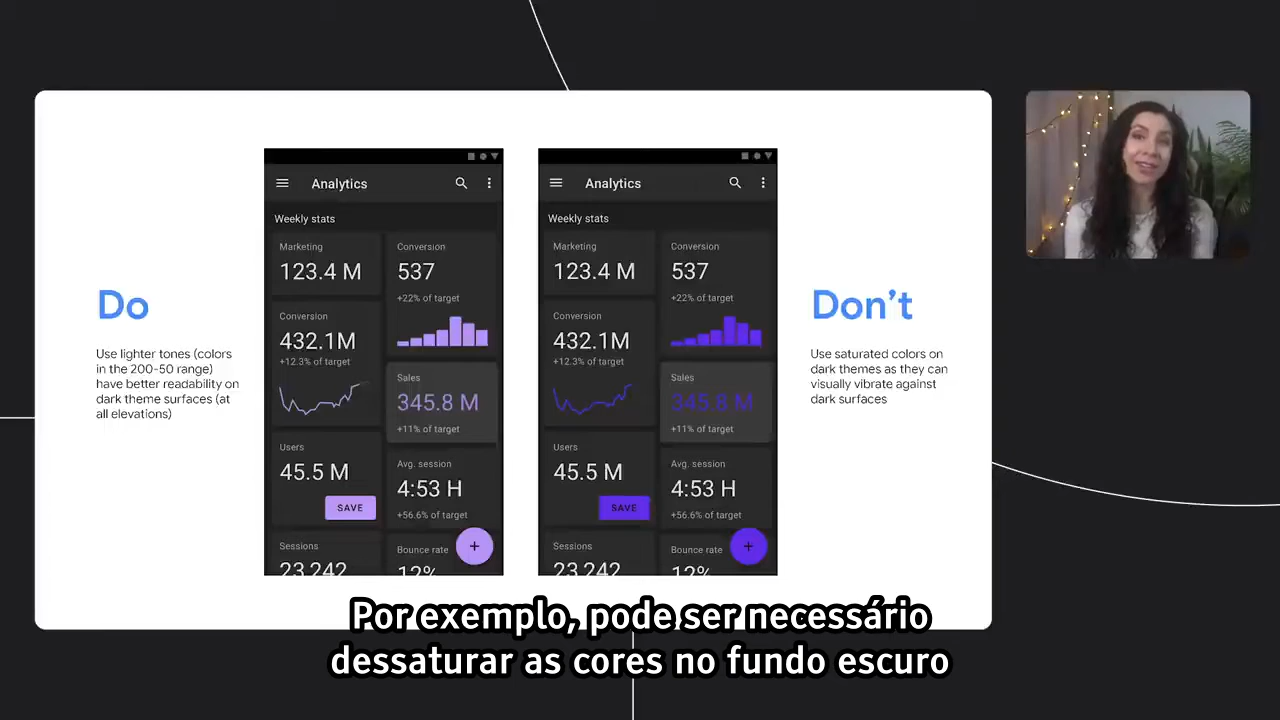 Do
Use lighter tones (colors
in the 200-50 range)
have better readability on
dark theme surfaces (at
all elevations)
Analytics
Weekly stats
Marketing
123.4 M
Conversion
432.1M
+12.3% of target
Users
45.5 M
SAVE
Sessions
23,242
Conversion
537
+22% of target
Sales
345.8 M
+11% of target
Avg. session
4:53 H
+56.6% of target
Bounce rate
12%
+
Analytics
Weekly stats
Marketing
123.4 M
Conversion
432.1M
+12.3% of target
Users
45.5 M
SAVE
Sessions
23,242
Conversion
537
+22% of target
Sales
345.8 M
+11% of target
Avg. session
4:53 H
+56.6% of target
Bounce rate
12%
+
Don't
Use saturated colors on
dark themes as they can
visually vibrate against
dark surfaces
Por exemplo, pode ser necessário
dessaturar as cores no fundo escuro